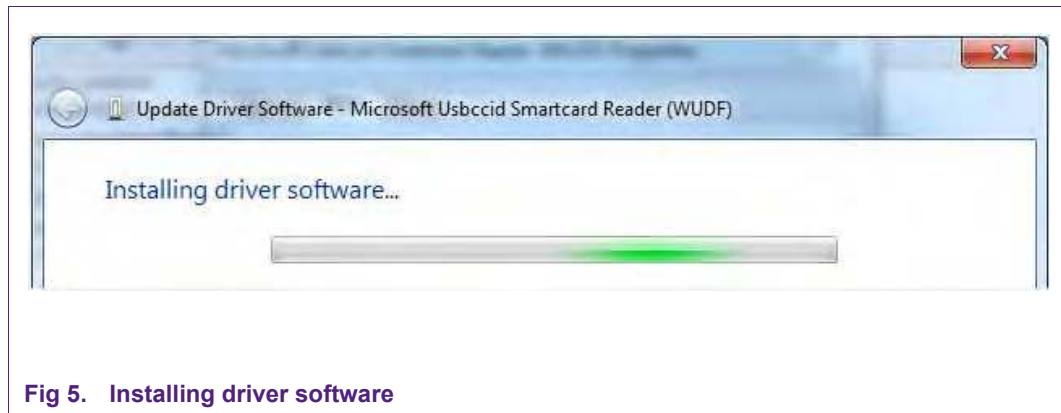 Update Driver Software - Microsoft Usbccid Smartcard Reader (WUDF)
Installing driver software...
Fig 5. Installing driver software